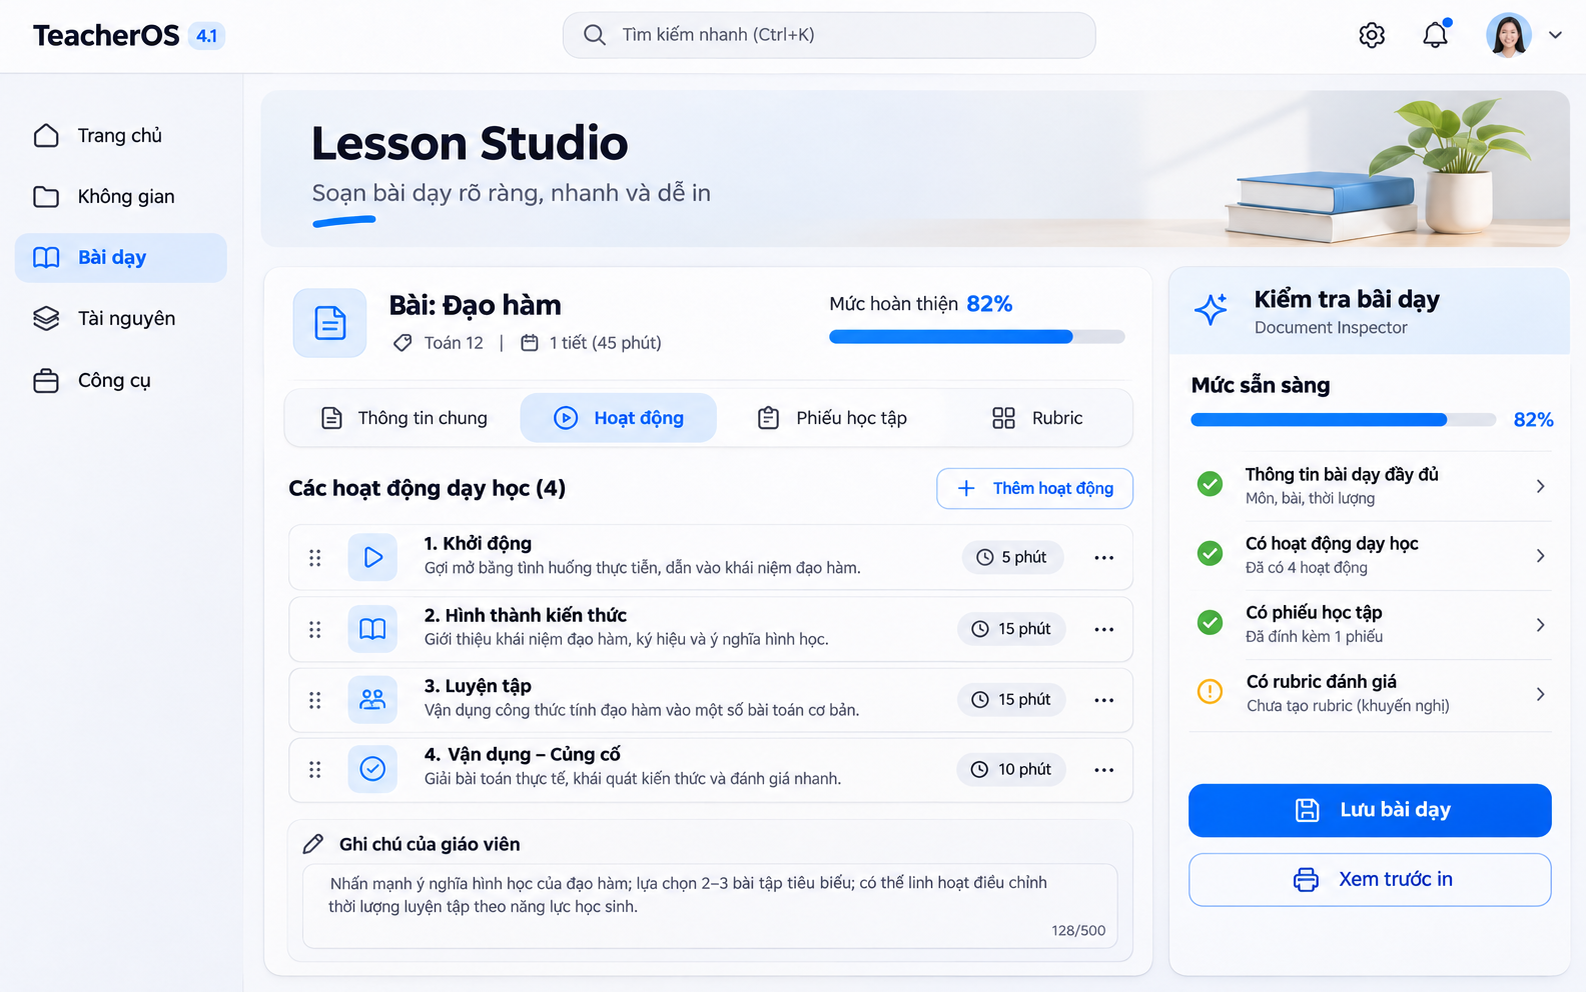 TeacherOS 4.1
Tìm kiếm nhanh (Ctrl+K)
Trang chủ
Không gian
Bài dạy
Tài nguyên
Công cụ
Lesson Studio
Soạn bài dạy rõ ràng, nhanh và dễ in
Bài: Đạo hàm
Toán 12 | 1 tiết (45 phút)
Mức hoàn thiện 82%
Thông tin chung
Hoạt động
Phiếu học tập
Rubric
Các hoạt động dạy học (4)
Thêm hoạt động
1. Khởi động
Gợi mở bằng tình huống thực tiễn, dẫn vào khái niệm đạo hàm.
5 phút
2. Hình thành kiến thức
Giới thiệu khái niệm đạo hàm, ký hiệu và ý nghĩa hình học.
15 phút
3. Luyện tập
Vận dụng công thức tính đạo hàm vào một số bài toán cơ bản.
15 phút
4. Vận dụng – Củng cố
Giải bài toán thực tế, khái quát kiến thức và đánh giá nhanh.
10 phút
Ghi chú của giáo viên
Nhấn mạnh ý nghĩa hình học của đạo hàm; lựa chọn 2–3 bài tập tiêu biểu; có thể linh hoạt điều chỉnh
thời lượng luyện tập theo năng lực học sinh.
128/500
Kiểm tra bài dạy
Document Inspector
Mức sẵn sàng
82%
Thông tin bài dạy đầy đủ
Môn, bài, thời lượng
Có hoạt động dạy học
Đã có 4 hoạt động
Có phiếu học tập
Đã đính kèm 1 phiếu
Có rubric đánh giá
Chưa tạo rubric (khuyến nghị)
Lưu bài dạy
Xem trước in